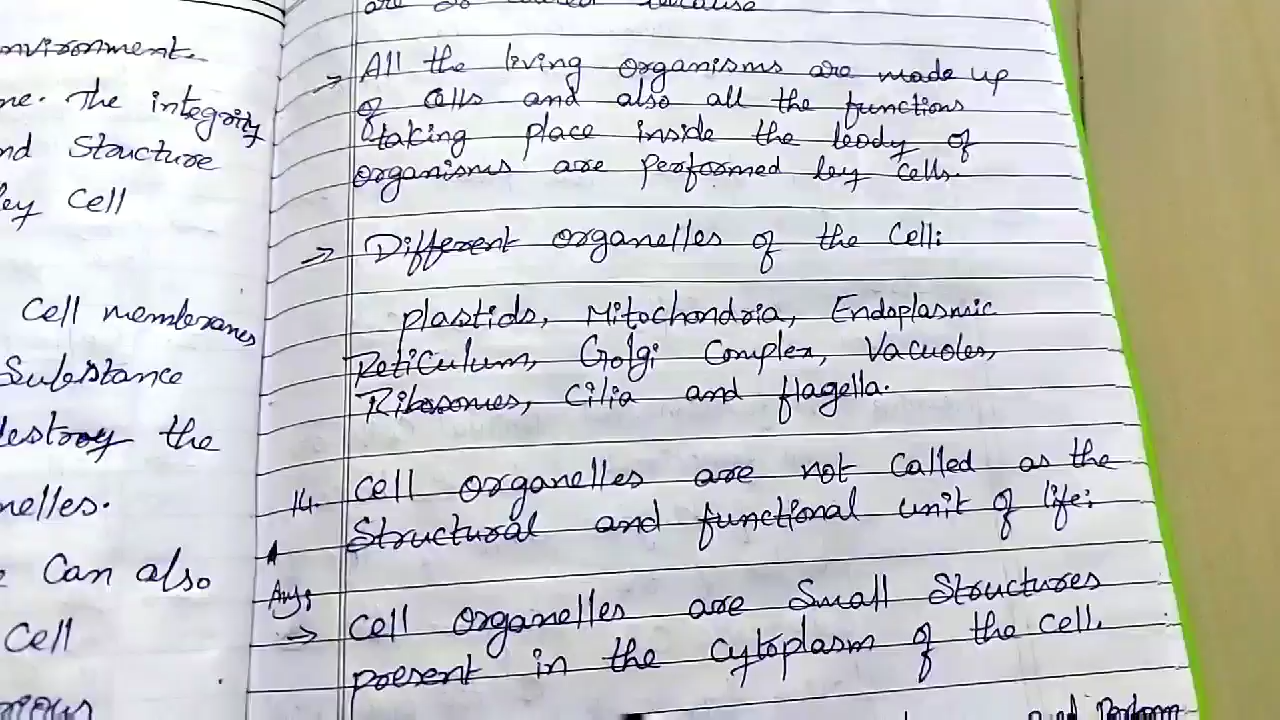 environment.
The integrity
Structure
Cell
Cell membranes
Substance
destroy the
Can also
Cell
because
→ All the living organisms are made up
of cells and also all the functions
taking place inside the body of
organisms are performed by cells.
→ Different organelles of the Cell:
Plastids, Mitochondria, Endoplasmic
Reticulum, Golgi Complex, Vacuoles,
Ribosomes, Cilia and flagella.
14. Cell organelles are not Called as the
Structural and functional unit of life:
A
Ans:
→ Cell organelles are Small Structures
present in the cytoplasm of the cell.